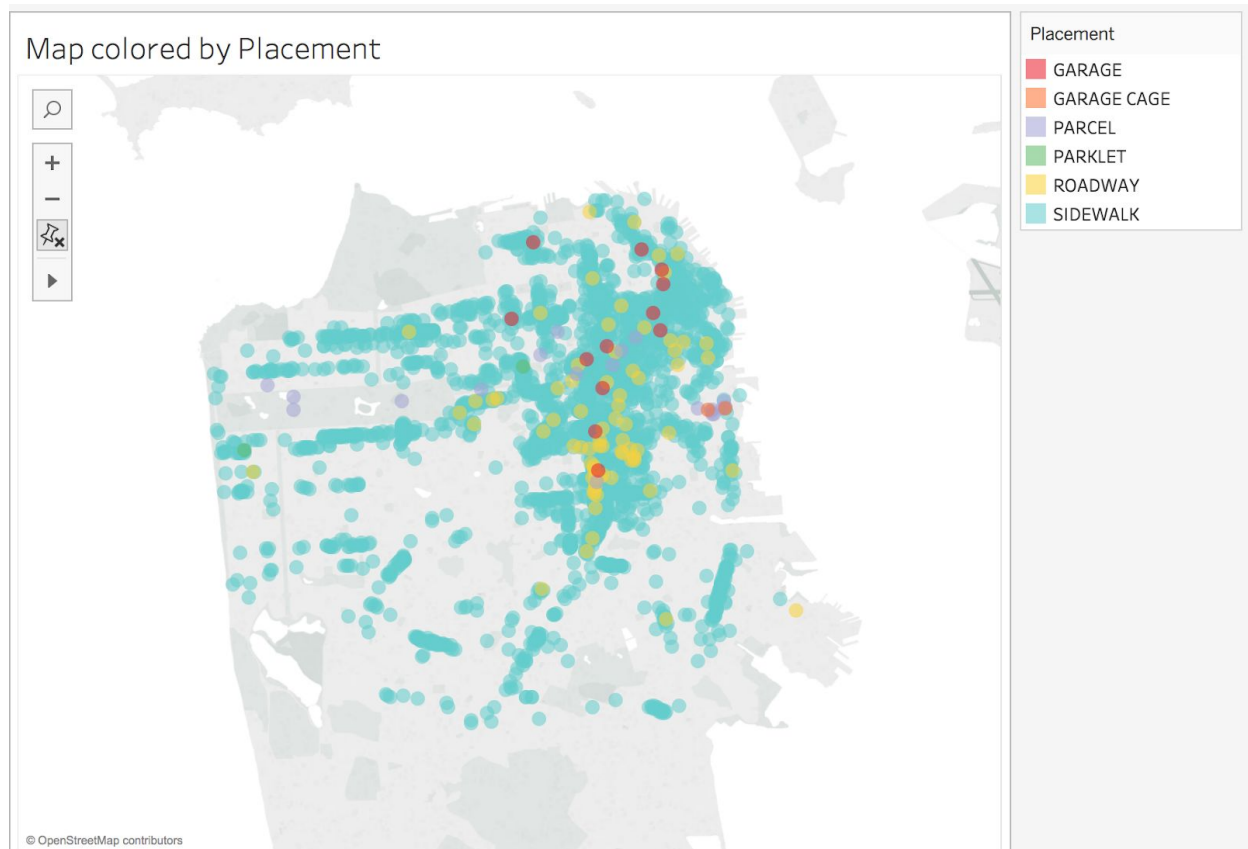 Map colored by Placement
Placement
GARAGE
GARAGE CAGE
PARCEL
PARKLET
ROADWAY
SIDEWALK
© OpenStreetMap contributors